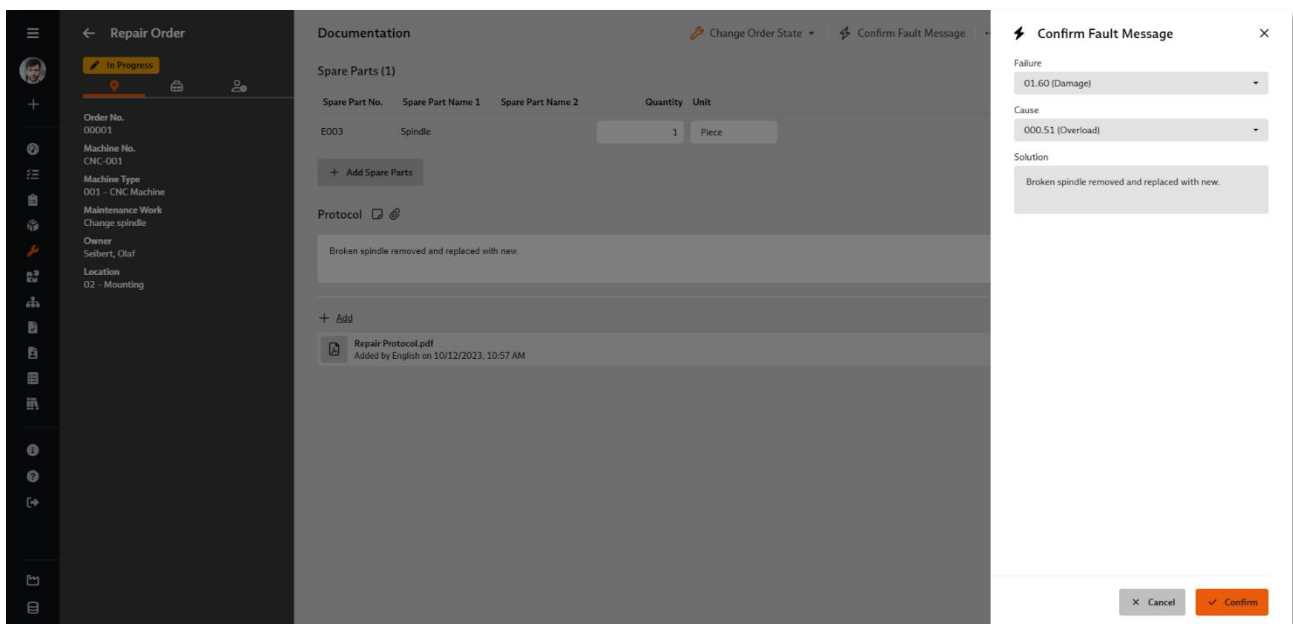 Repair Order
In Progress
Order No.
00001
Machine No.
CNC-001
Machine Type
001 - CNC Machine
Maintenance Work
Change spindle
Owner
Seibert, Olaf
Location
02 - Mounting
Documentation
Change Order State
Confirm Fault Message
Spare Parts (1)
Spare Part No. Spare Part Name 1 Spare Part Name 2 Quantity Unit
E003 Spindle 1 Piece
+ Add Spare Parts
Protocol
Broken spindle removed and replaced with new.
+ Add
Repair Protocol.pdf
Added by English on 10/12/2023, 10:57 AM
Confirm Fault Message
Failure
01.60 (Damage)
Cause
000.51 (Overload)
Solution
Broken spindle removed and replaced with new.
Cancel
Confirm